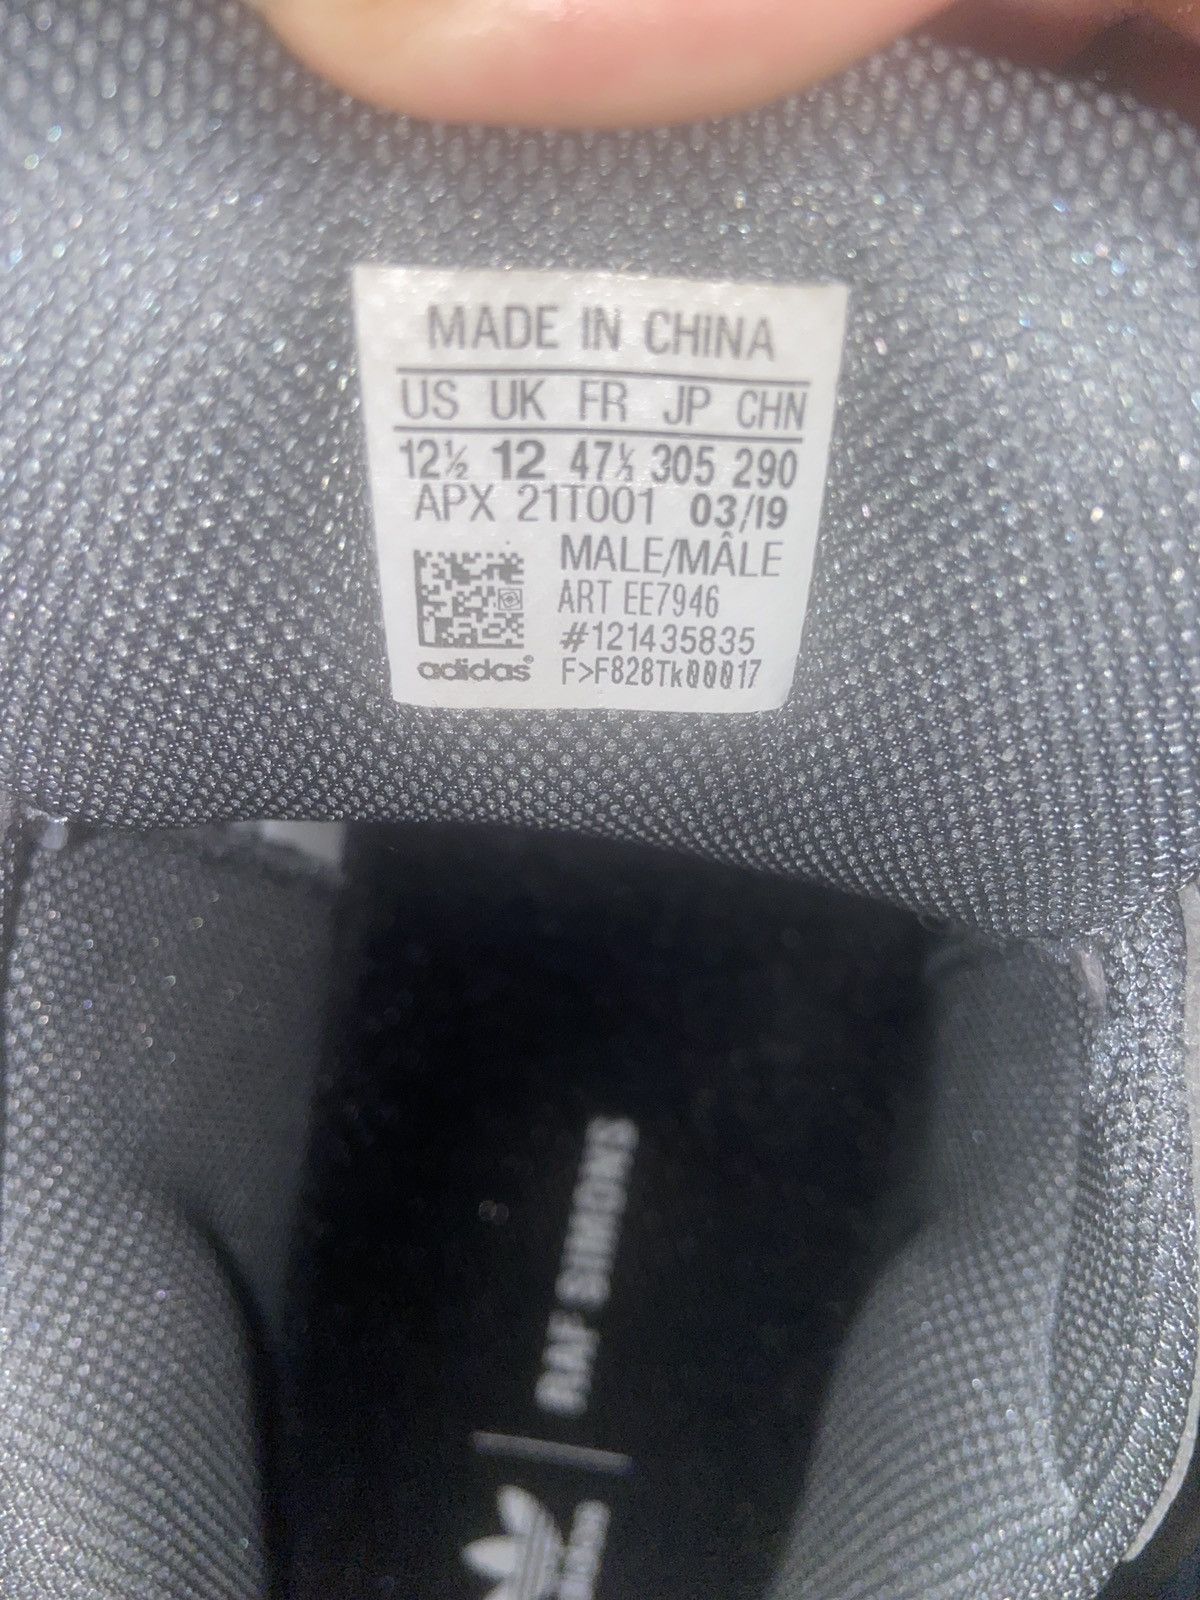 MADE IN CHINA
US UK FR JP CHN
12½ 12 47⅓ 305 290
APX 21T001 03/19
MALE/MÂLE
ART EE7946
#121435835
adidas® F>F828Tk00017
RAF SIMONS
adidas